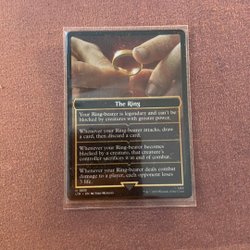 The Ring
Your Ring-bearer is legendary and can't be
blocked by creatures with greater power.
Whenever your Ring-bearer attacks, draw
a card, then discard a card.
Whenever your Ring-bearer becomes
blocked by a creature, that creature's
controller sacrifices it at end of combat.
Whenever your Ring-bearer deals combat
damage to a player, each opponent loses
3 life.